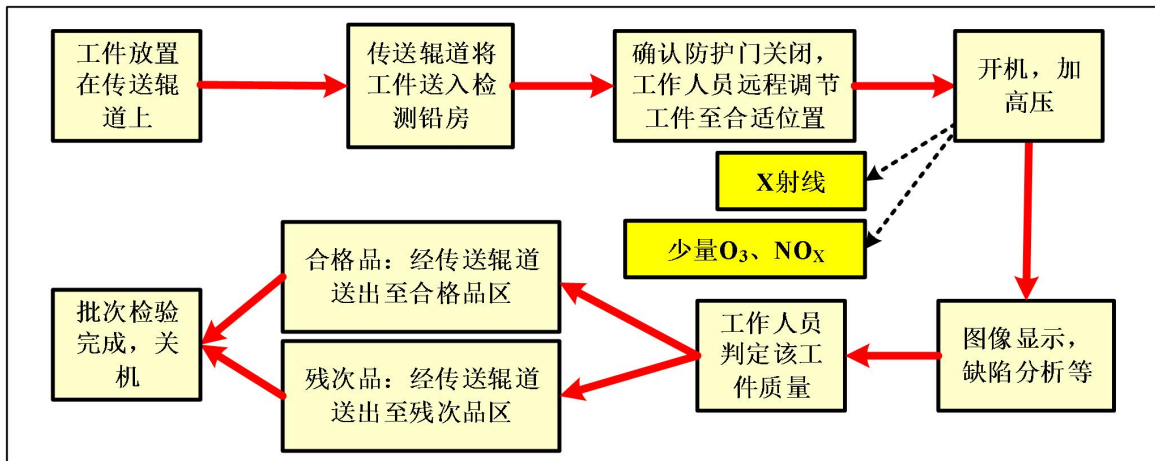 工件放置
在传送辊
道上
传送辊道将
工件送入检
测铅房
确认防护门关闭，
工作人员远程调节
工件至合适位置
开机，加
高压
X射线
少量O₃、NOₓ
图像显示，
缺陷分析等
工作人员
判定该工
件质量
合格品：经传送辊道
送出至合格品区
残次品：经传送辊道
送出至残次品区
批次检验
完成，关
机